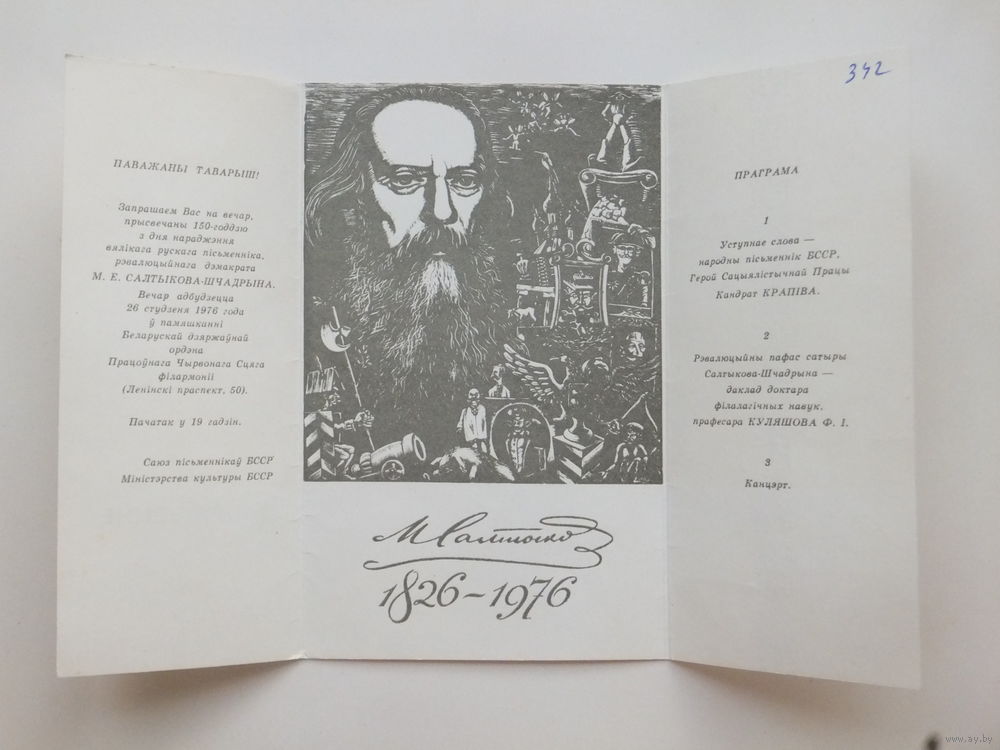 ПАВАЖАНЫ ТАВАРЫШ!
Запрашаем Вас на вечар,
прысвечаны 150-годдзю
з дня нараджэння
вялікага рускага пісьменніка,
рэвалюцыйнага дэмакрата
М. Е. САЛТЫКОВА-ШЧАДРЫНА.
Вечар адбудзецца
26 студзеня 1976 года
ў памяшканні
Беларускай дзяржаўнай
ордэна
Працоўнага Чырвонага Сцяга
філармоніі
(Ленінскі праспект, 50).
Пачатак у 19 гадзін.
Саюз пісьменнікаў БССР
Міністэрства культуры БССР
М Салтыков
1826–1976
342
ПРАГРАМА
1
Уступнае слова —
народны пісьменнік БССР,
Герой Сацыялістычнай Працы
Кандрат КРАПІВА.
2
Рэвалюцыйны пафас сатыры
Салтыкова-Шчадрына —
даклад доктара
філалагічных навук,
прафесара КУЛЯШОВА Ф. І.
3
Канцэрт.
www.ay.by